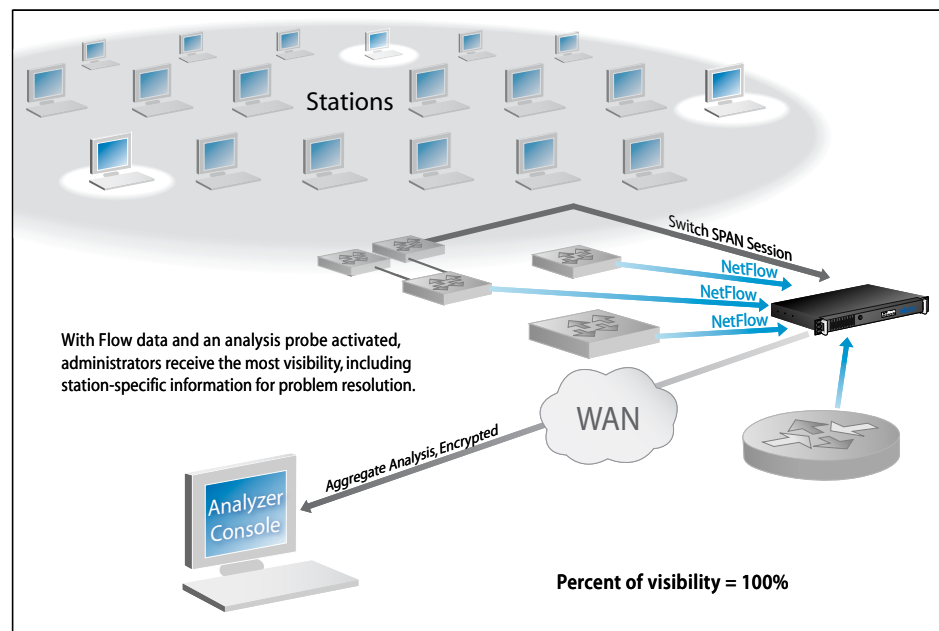 Stations
Switch SPAN Session
NetFlow
NetFlow
NetFlow
With Flow data and an analysis probe activated,
administrators receive the most visibility, including
station-specific information for problem resolution.
WAN
Aggregate Analysis, Encrypted
Analyzer
Console
Percent of visibility = 100%